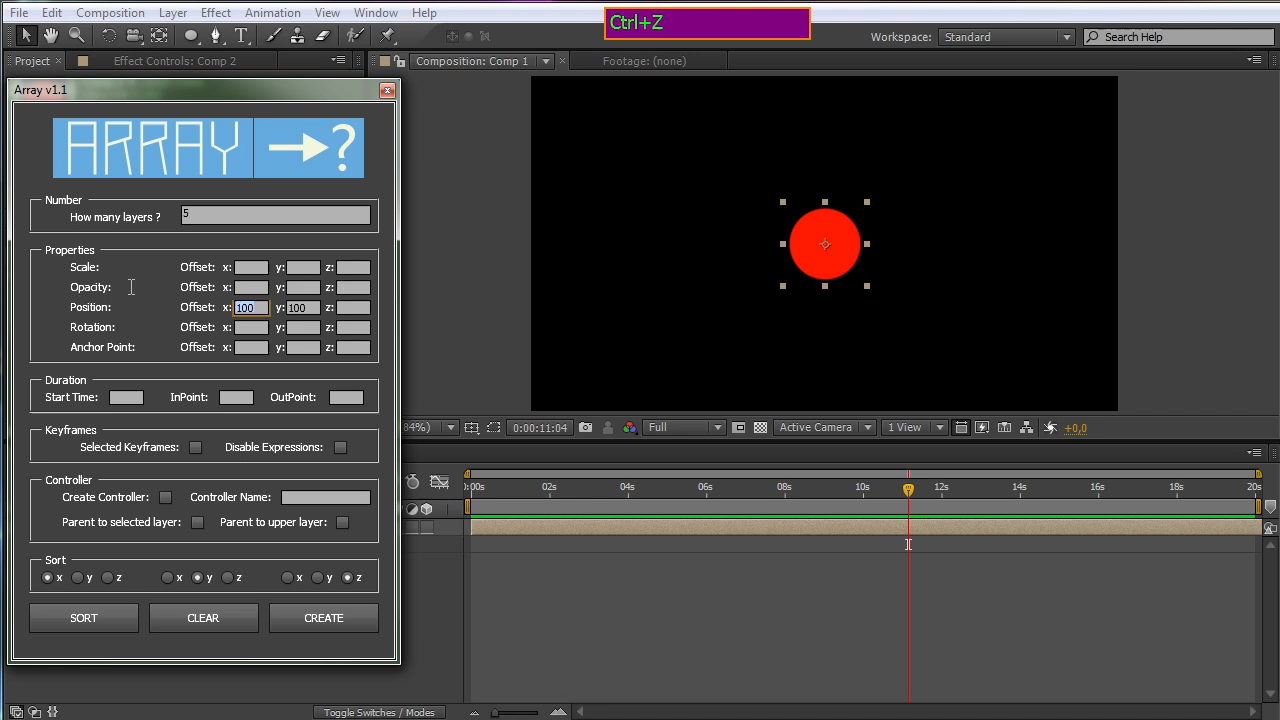 File Edit Composition Layer Effect Animation View Window Help
Ctrl+Z
Workspace: Standard Search Help
Project × Effect Controls: Comp 2 Composition: Comp 1 Footage: (none)
Array v1.1
ARRAY ?
Number
How many layers ? 5
Properties
Scale: Offset: x: y: z:
Opacity: Offset: x: y: z:
Position: Offset: x: 100 y: 100 z:
Rotation: Offset: x: y: z:
Anchor Point: Offset: x: y: z:
Duration
Start Time: InPoint: OutPoint:
Keyframes
Selected Keyframes: Disable Expressions:
Controller
Create Controller: Controller Name:
Parent to selected layer: Parent to upper layer:
Sort
x y z x y z x y z
SORT CLEAR CREATE
84%) 0:00:11:04 Full Active Camera 1 View +0,0
:00s 02s 04s 06s 08s 10s 12s 14s 16s 18s 20s
Toggle Switches / Modes